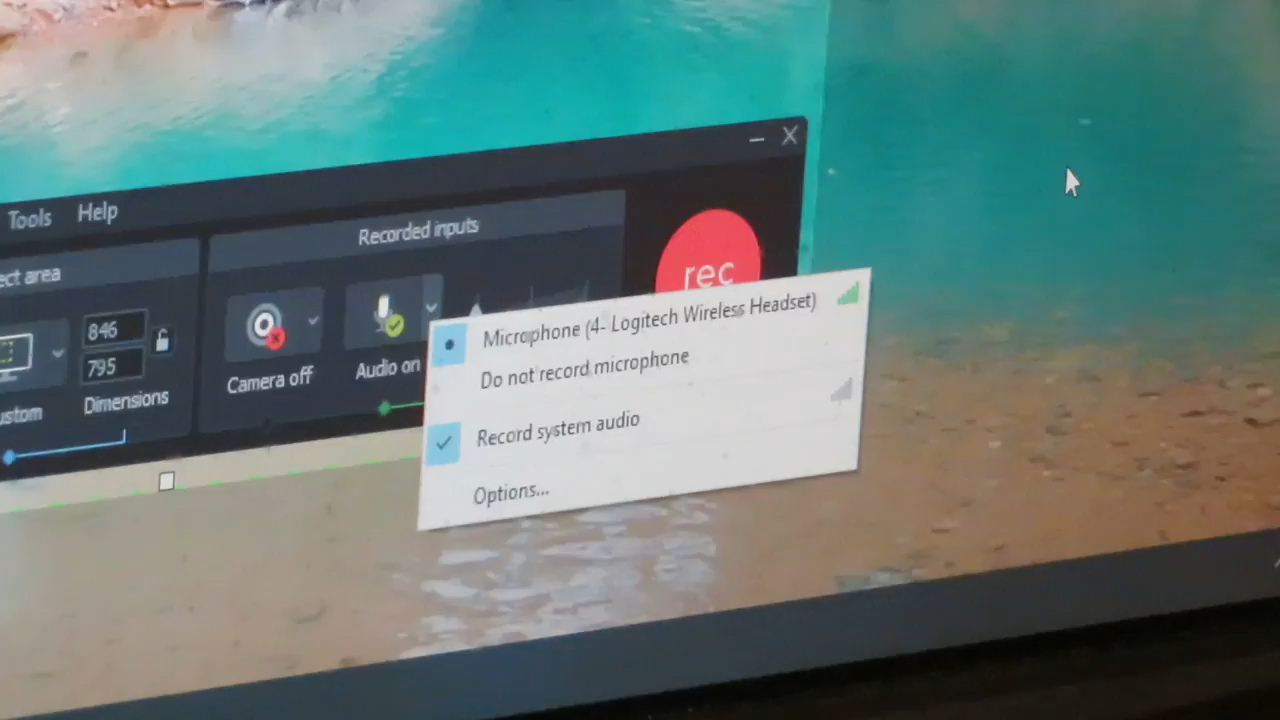 Tools Help
ect area
Recorded inputs
rec
846
795
Dimensions
ustom
Camera off
Audio on
Microphone (4- Logitech Wireless Headset)
Do not record microphone
Record system audio
Options...